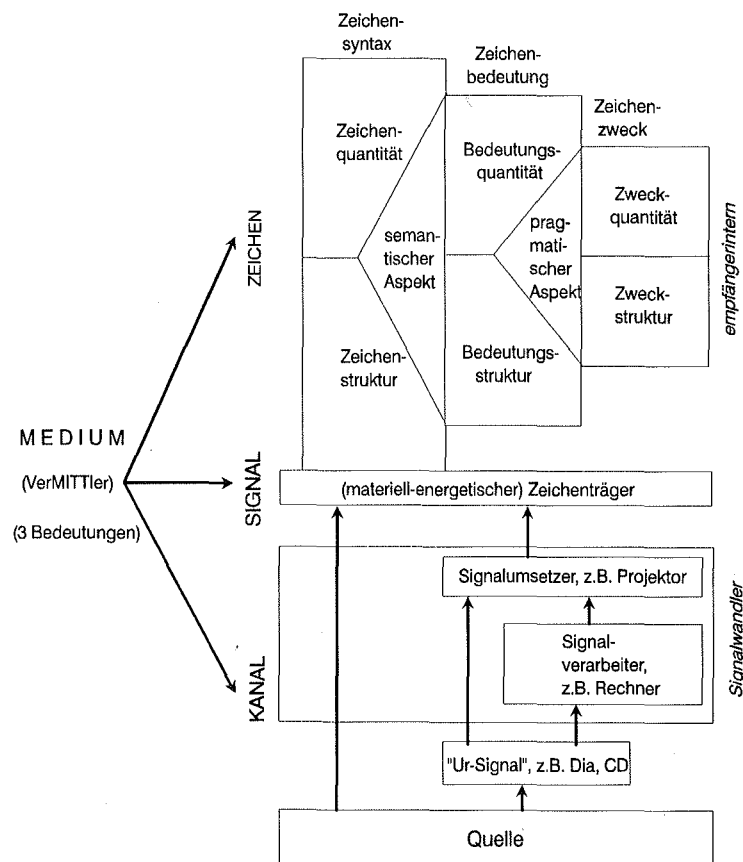 Zeichen-
syntax
Zeichen-
bedeutung
Zeichen-
zweck
Zeichen-
quantität
Bedeutungs-
quantität
Zweck-
quantität
seman-
tischer
Aspekt
prag-
mati-
scher
Aspekt
Zweck-
struktur
Zeichen-
struktur
Bedeutungs-
struktur
empfängerintern
ZEICHEN
MEDIUM
(VerMITTler)
(3 Bedeutungen)
SIGNAL
(materiell-energetischer) Zeichenträger
KANAL
Signalumsetzer, z.B. Projektor
Signal-
verarbeiter,
z.B. Rechner
Signalwandler
"Ur-Signal", z.B. Dia, CD
Quelle